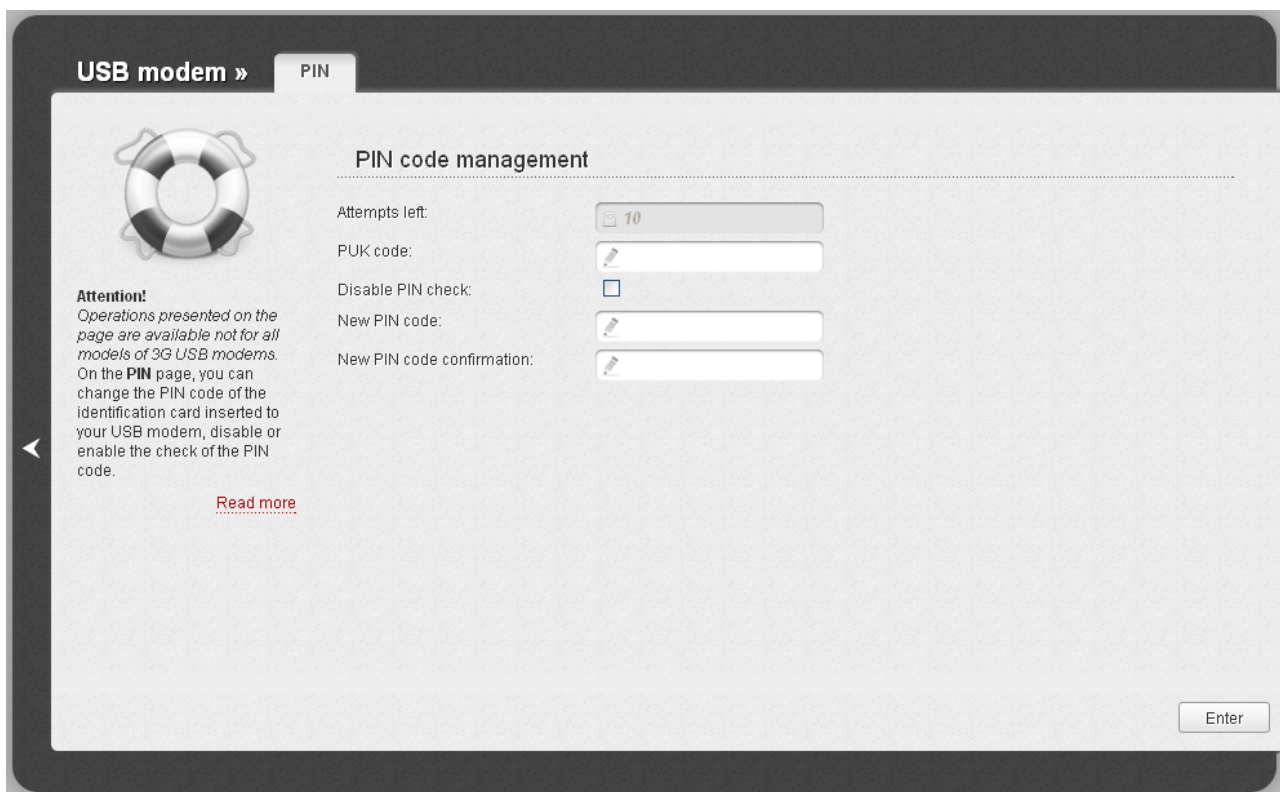 USB modem »
PIN
Attention!
Operations presented on the
page are available not for all
models of 3G USB modems.
On the PIN page, you can
change the PIN code of the
identification card inserted to
your USB modem, disable or
enable the check of the PIN
code.
Read more
PIN code management
Attempts left:
10
PUK code:
Disable PIN check:
New PIN code:
New PIN code confirmation:
Enter